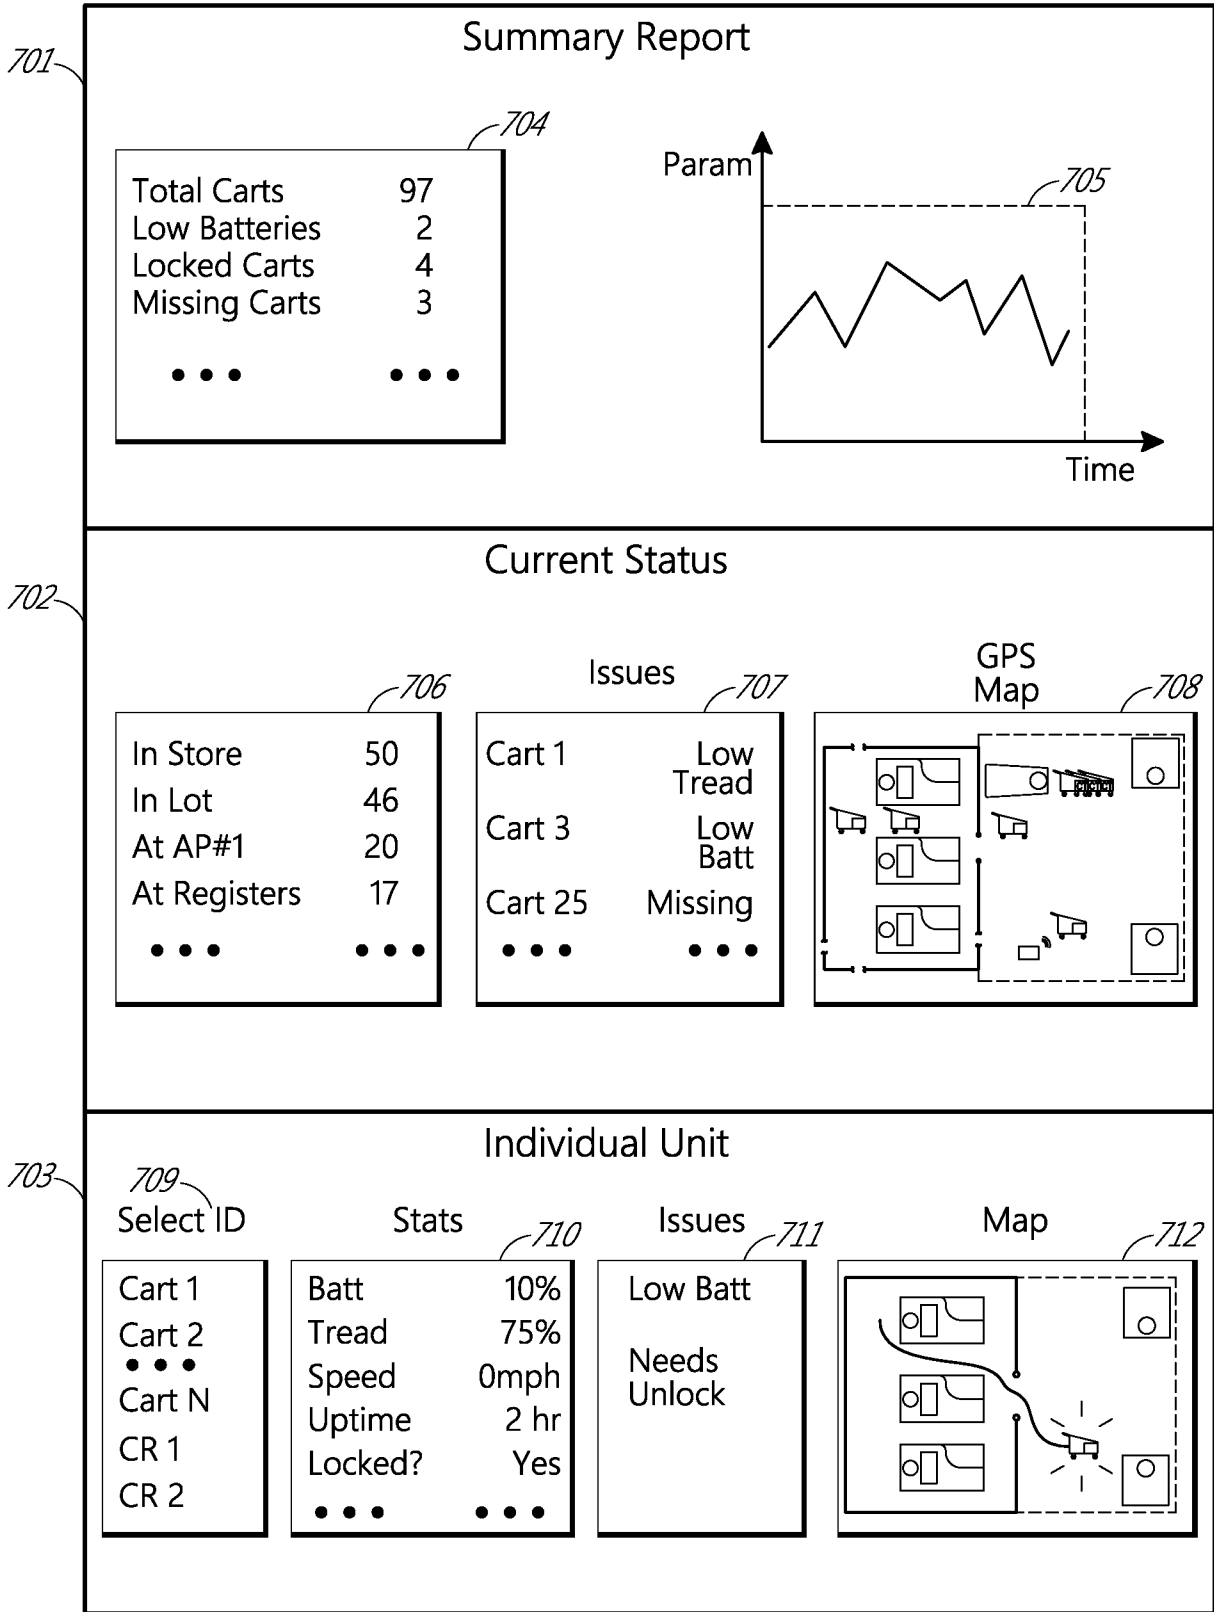 Summary Report
701
704
Total Carts 97
Low Batteries 2
Locked Carts 4
Missing Carts 3
••• •••
Param
705
Time
Current Status
702
706
In Store 50
In Lot 46
At AP#1 20
At Registers 17
••• •••
Issues
707
Cart 1 Low
Tread
Cart 3 Low
Batt
Cart 25 Missing
••• •••
GPS
Map
708
Individual Unit
703
709
Select ID
Cart 1
Cart 2
•••
Cart N
CR 1
CR 2
Stats
710
Batt 10%
Tread 75%
Speed 0mph
Uptime 2 hr
Locked? Yes
••• •••
Issues
711
Low Batt
Needs
Unlock
Map
712